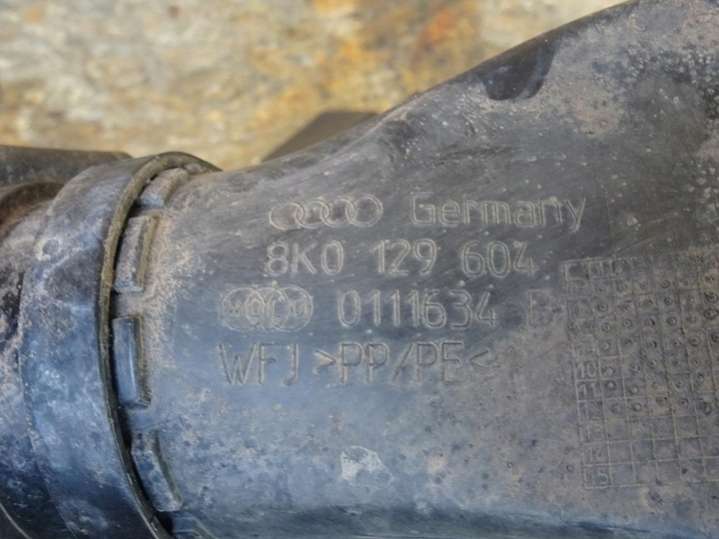 Germany
8K0 129 604
0111634
WFJ >PP/PE<